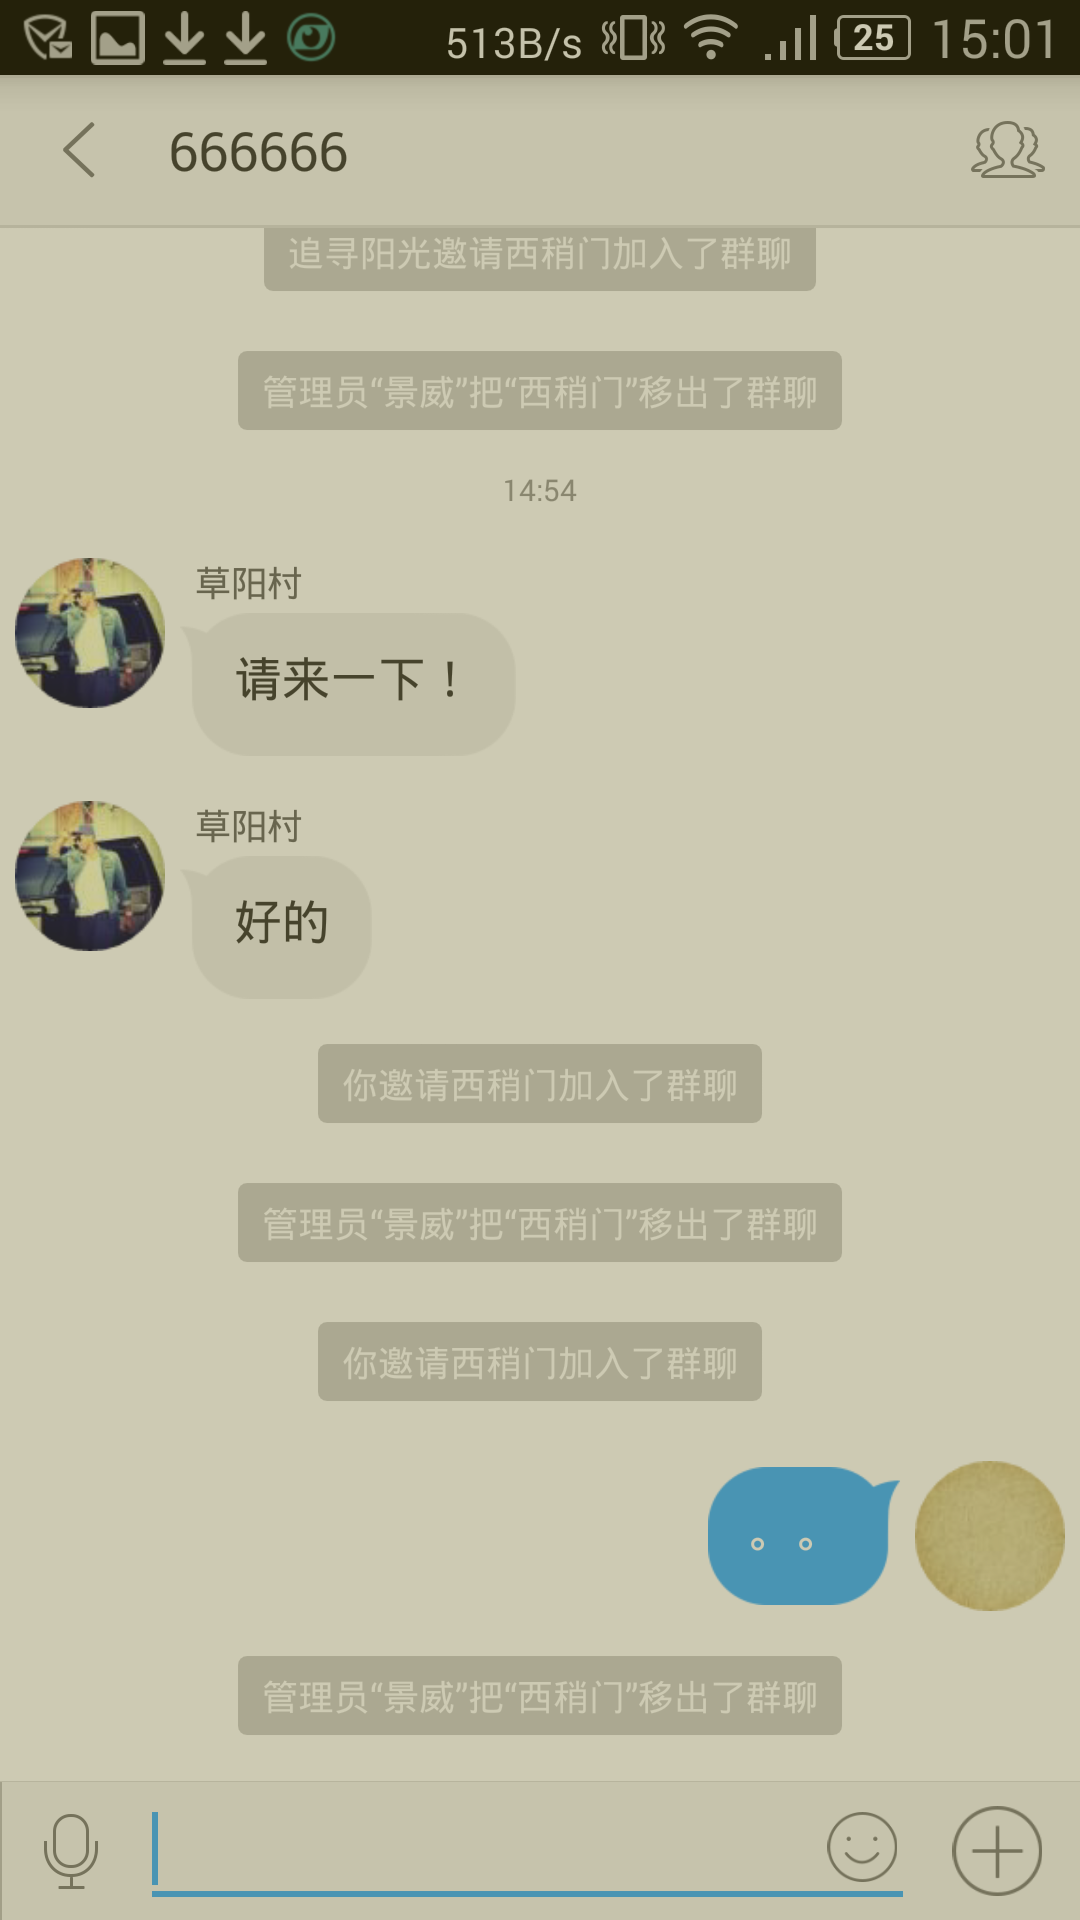 513B/s 25 15:01
666666
追寻阳光邀请西稍门加入了群聊
管理员“景威”把“西稍门”移出了群聊
14:54
草阳村
请来一下！
草阳村
好的
你邀请西稍门加入了群聊
管理员“景威”把“西稍门”移出了群聊
你邀请西稍门加入了群聊
。。
管理员“景威”把“西稍门”移出了群聊